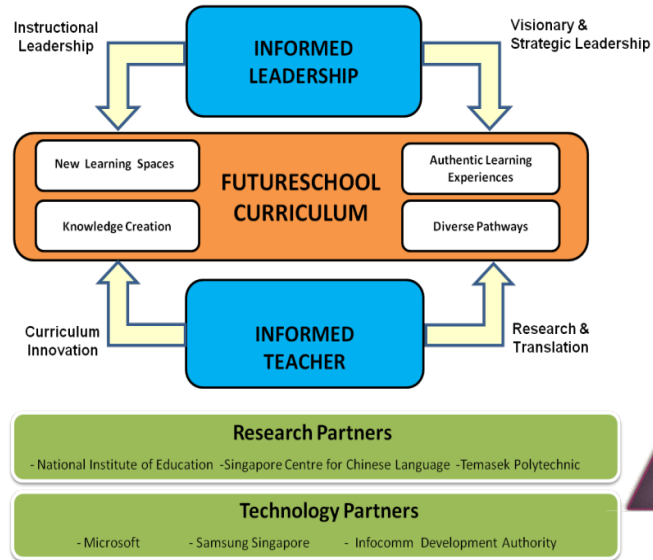 Instructional
Leadership
INFORMED
LEADERSHIP
Visionary &
Strategic Leadership
New Learning Spaces
Knowledge Creation
FUTURESCHOOL
CURRICULUM
Authentic Learning
Experiences
Diverse Pathways
Curriculum
Innovation
INFORMED
TEACHER
Research &
Translation
Research Partners
- National Institute of Education -Singapore Centre for Chinese Language -Temasek Polytechnic
Technology Partners
- Microsoft - Samsung Singapore - Infocomm Development Authority